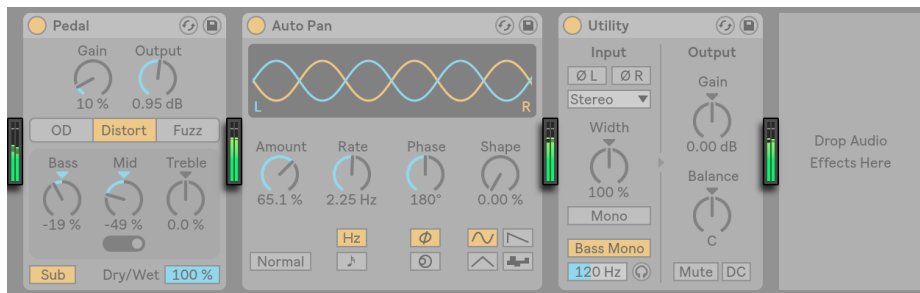 Pedal
Gain Output
10 % 0.95 dB
OD Distort Fuzz
Bass Mid Treble
-19 % -49 % 0.0 %
Sub Dry/Wet 100 %
Auto Pan
L R
Amount Rate Phase Shape
65.1 % 2.25 Hz 180° 0.00 %
Hz Φ
Normal ♪
Utility
Input
Ø L Ø R
Stereo
Width
100 %
Mono
Bass Mono
120 Hz
Output
Gain
0.00 dB
Balance
C
Mute DC
Drop Audio
Effects Here